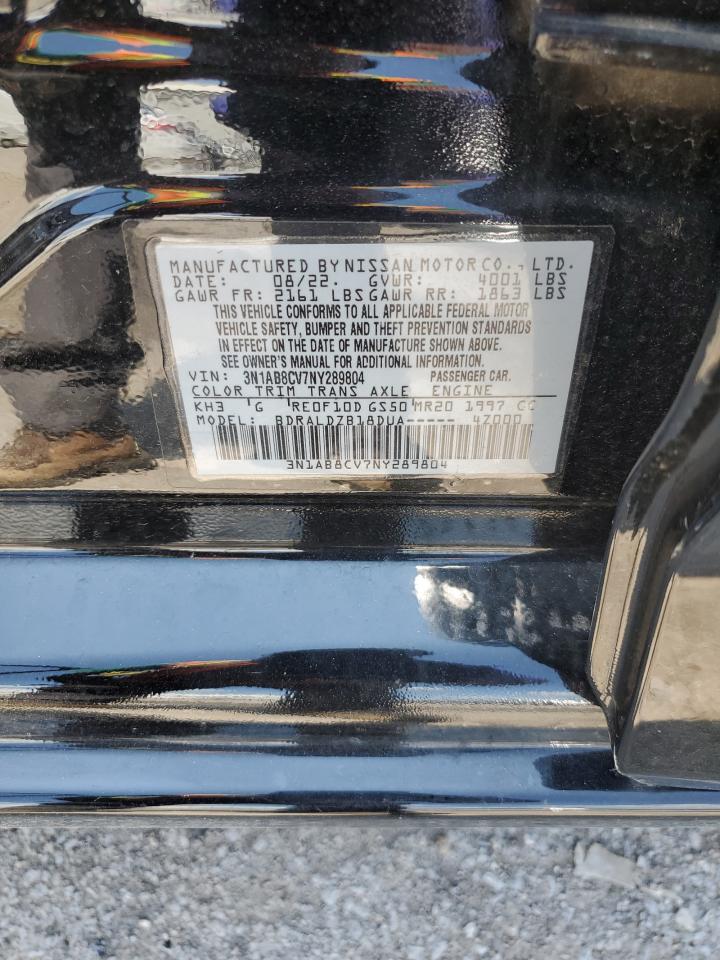 MANUFACTURED BY NISSAN MOTOR CO., LTD.
DATE: 08/22. GVWR: 4001 LBS
GAWR FR: 2161 LBS GAWR RR: 1863 LBS
THIS VEHICLE CONFORMS TO ALL APPLICABLE FEDERAL MOTOR
VEHICLE SAFETY, BUMPER AND THEFT PREVENTION STANDARDS
IN EFFECT ON THE DATE OF MANUFACTURE SHOWN ABOVE.
SEE OWNER'S MANUAL FOR ADDITIONAL INFORMATION.
VIN: 3N1AB8CV7NY289804 PASSENGER CAR.
COLOR TRIM TRANS AXLE ENGINE
KH3 G RE0F10D GS50 MR20 1997 CC
MODEL: BDRALDZB18DUA----- 4Z000
3N1AB8CV7NY289804